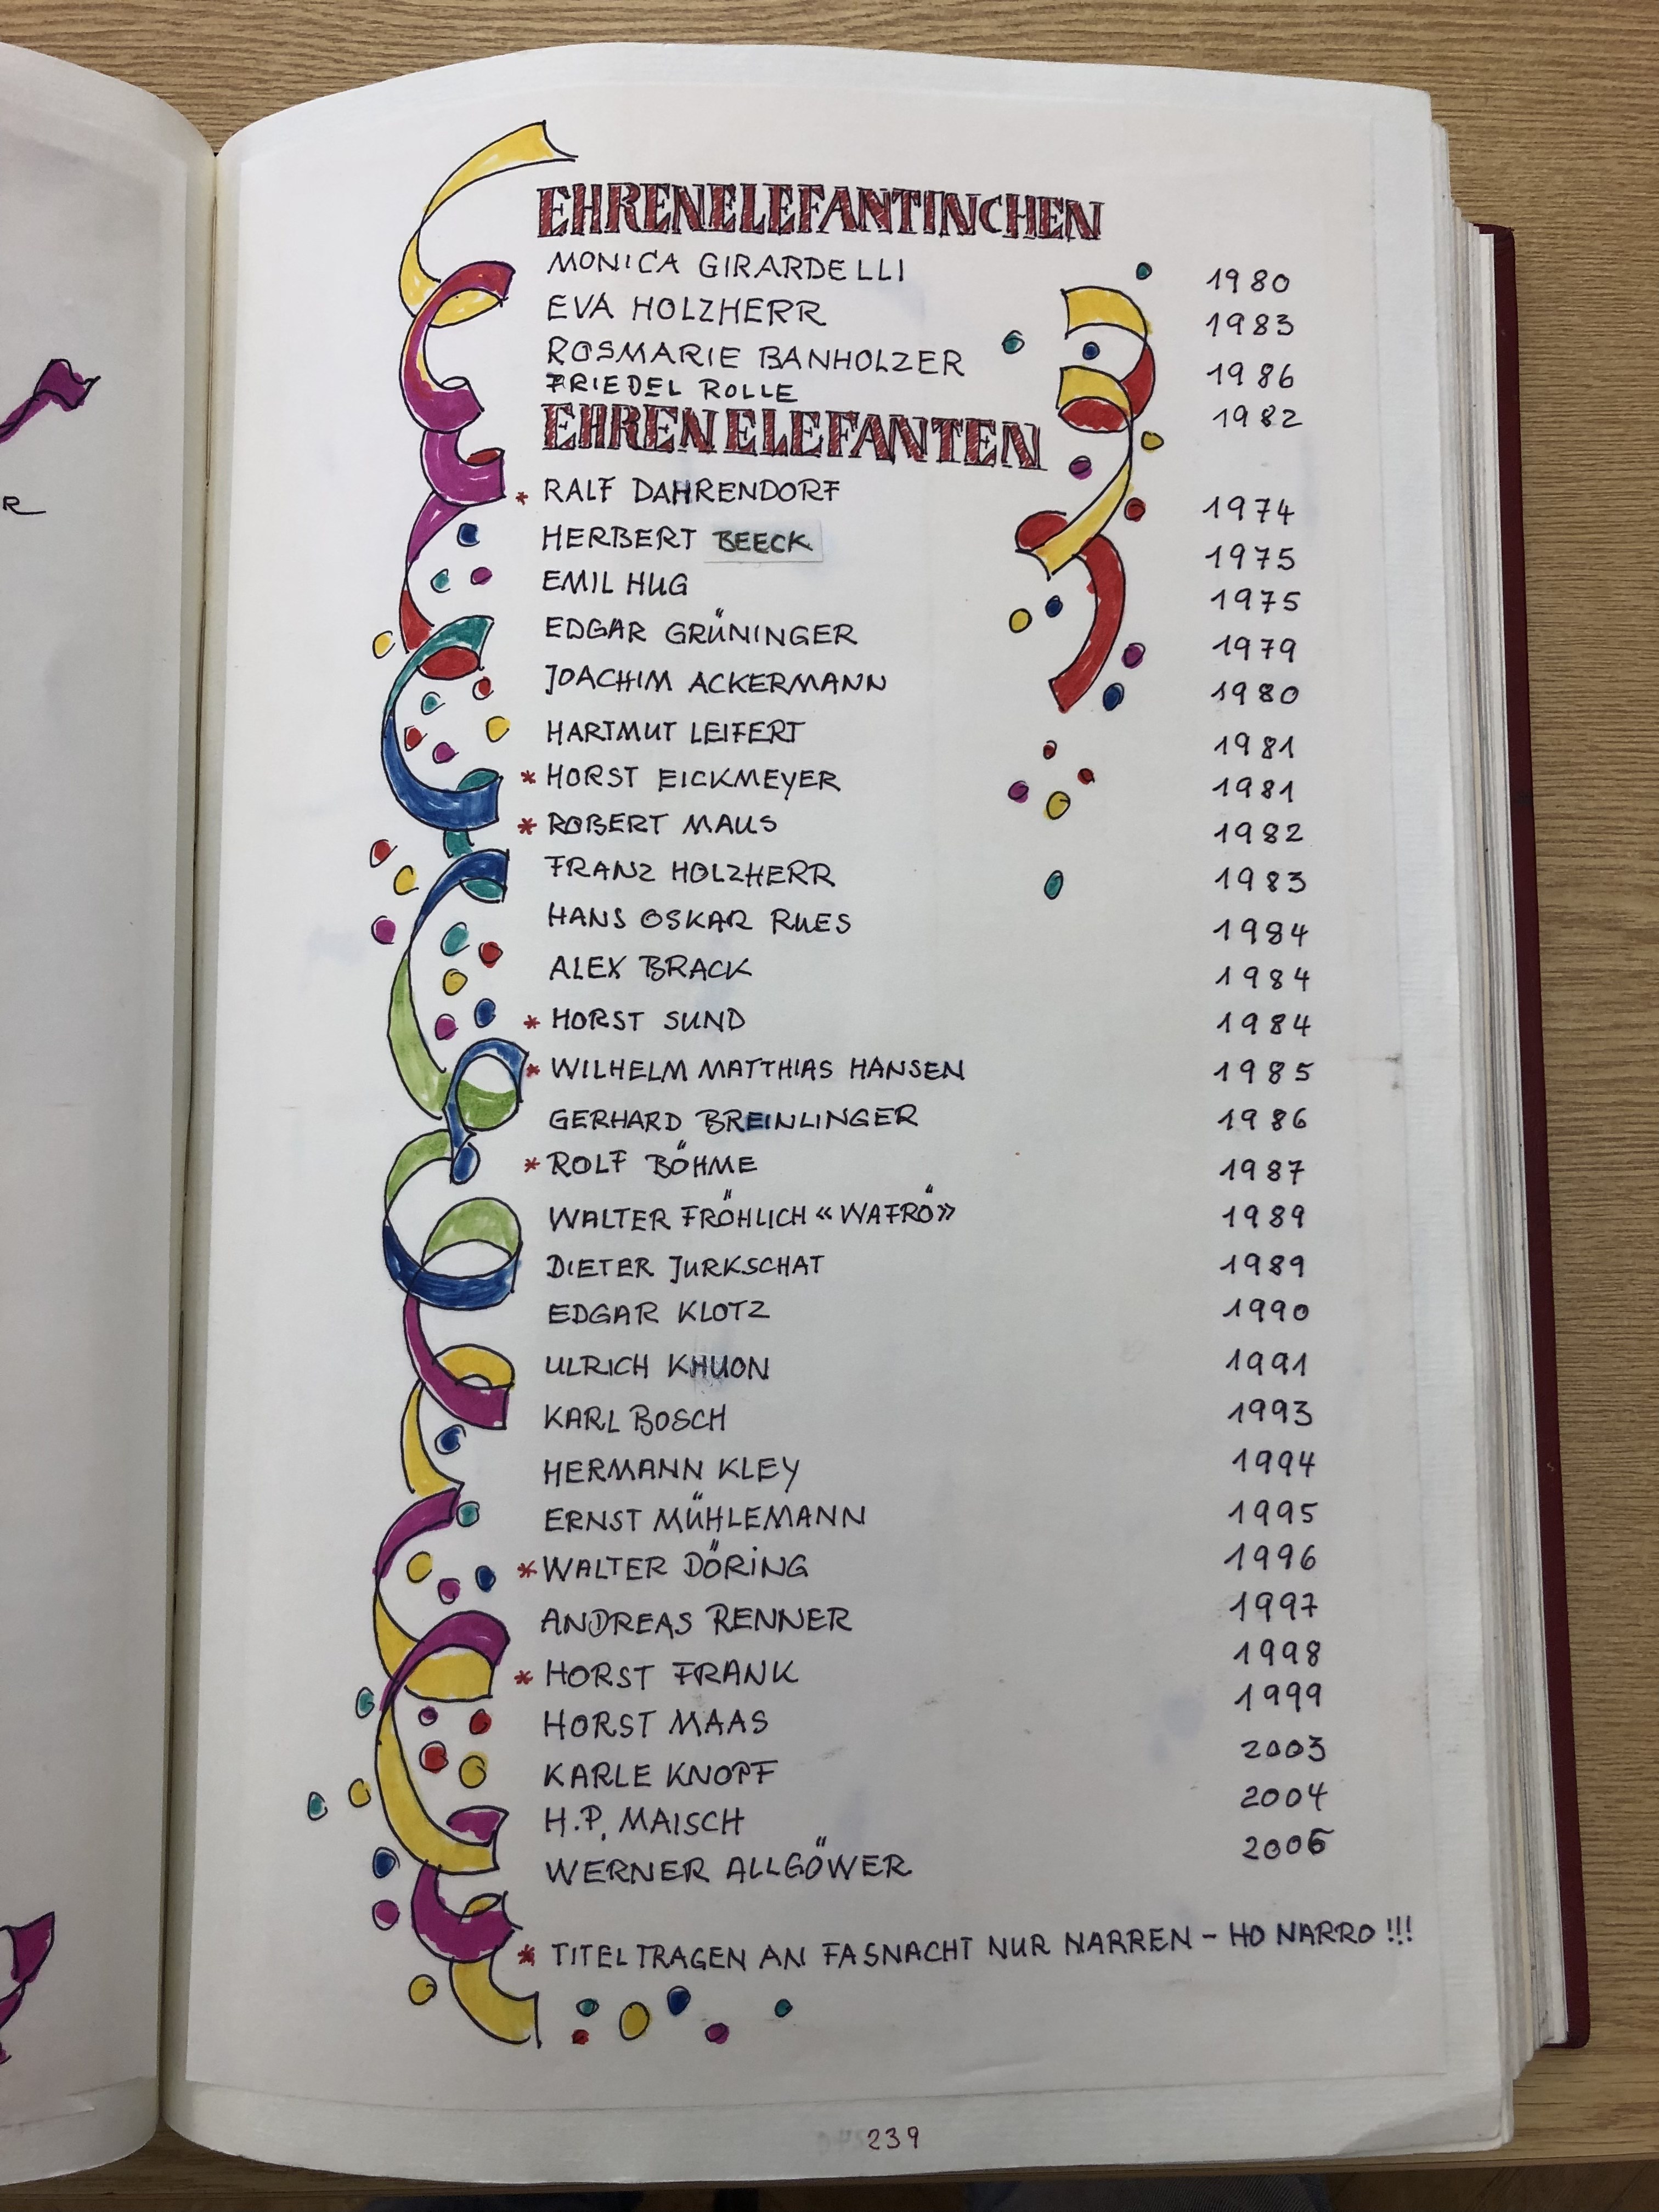 R
EHRENELEFANTINCHEN
MONICA GIRARDELLI 1980
EVA HOLZHERR 1983
ROSMARIE BANHOLZER 1986
FRIEDEL ROLLE 1982
EHRENELEFANTEN
* RALF DAHRENDORF 1974
HERBERT BEECK 1975
EMIL HUG 1975
EDGAR GRÜNINGER 1979
JOACHIM ACKERMANN 1980
HARTMUT LEIFERT 1981
* HORST EICKMEYER 1981
* ROBERT MAUS 1982
FRANZ HOLZHERR 1983
HANS OSKAR RUES 1984
ALEX BRACK 1984
* HORST SUND 1984
* WILHELM MATTHIAS HANSEN 1985
GERHARD BREINLINGER 1986
* ROLF BÖHME 1987
WALTER FRÖHLICH «WAFRÖ» 1989
DIETER JURKSCHAT 1989
EDGAR KLOTZ 1990
ULRICH KHUON 1991
KARL BOSCH 1993
HERMANN KLEY 1994
ERNST MÜHLEMANN 1995
* WALTER DÖRING 1996
ANDREAS RENNER 1997
* HORST FRANK 1998
HORST MAAS 1999
KARLE KNOPF 2003
H.P. MAISCH 2004
WERNER ALLGÖWER 2006
* TITEL TRAGEN AN FASNACHT NUR NARREN - HO NARRO !!!
239